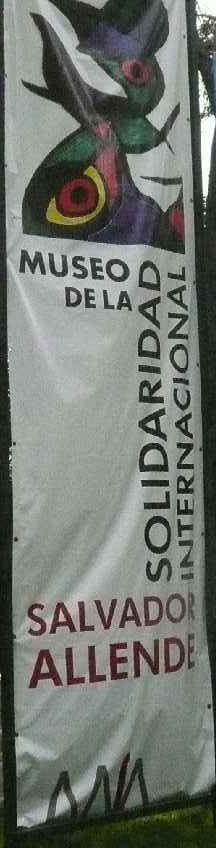 MUSEO
DE LA
SOLIDARIDAD
INTERNACIONAL
SALVADOR
ALLENDE